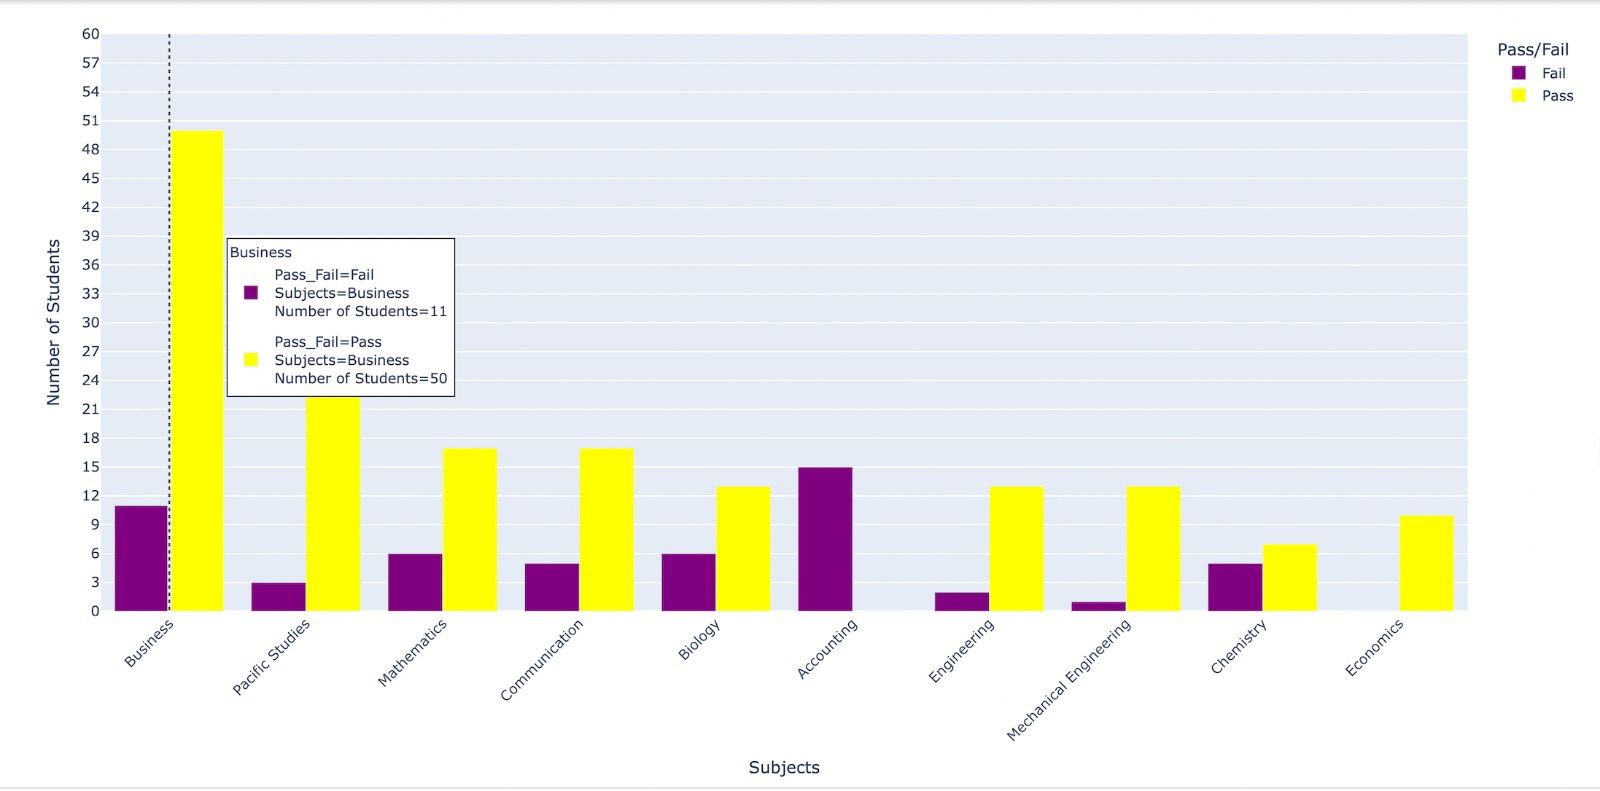 60
57
54
51
48
45
42
39
36
33
30
27
24
21
18
15
12
9
6
3
0
Number of Students
Business
Pass_Fail=Fail
Subjects=Business
Number of Students=11
Pass_Fail=Pass
Subjects=Business
Number of Students=50
Business
Pacific Studies
Mathematics
Communication
Biology
Accounting
Engineering
Mechanical Engineering
Chemistry
Economics
Subjects
Pass/Fail
Fail
Pass